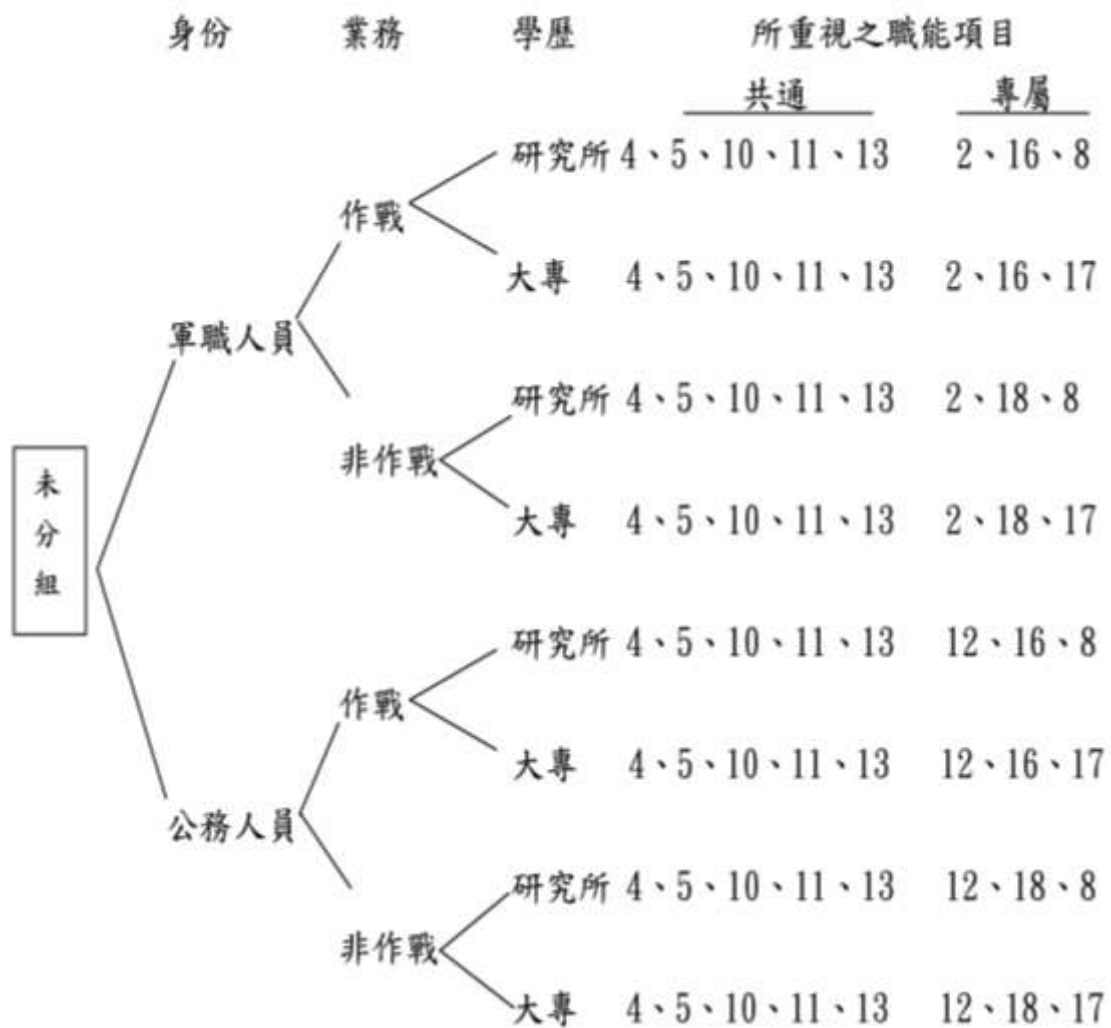 身份 業務 學歷 所重視之職能項目
共通 專屬
研究所 4、5、10、11、13 2、16、8
作戰
大專 4、5、10、11、13 2、16、17
軍職人員
研究所 4、5、10、11、13 2、18、8
非作戰
大專 4、5、10、11、13 2、18、17
未分組
研究所 4、5、10、11、13 12、16、8
作戰
大專 4、5、10、11、13 12、16、17
公務人員
研究所 4、5、10、11、13 12、18、8
非作戰
大專 4、5、10、11、13 12、18、17